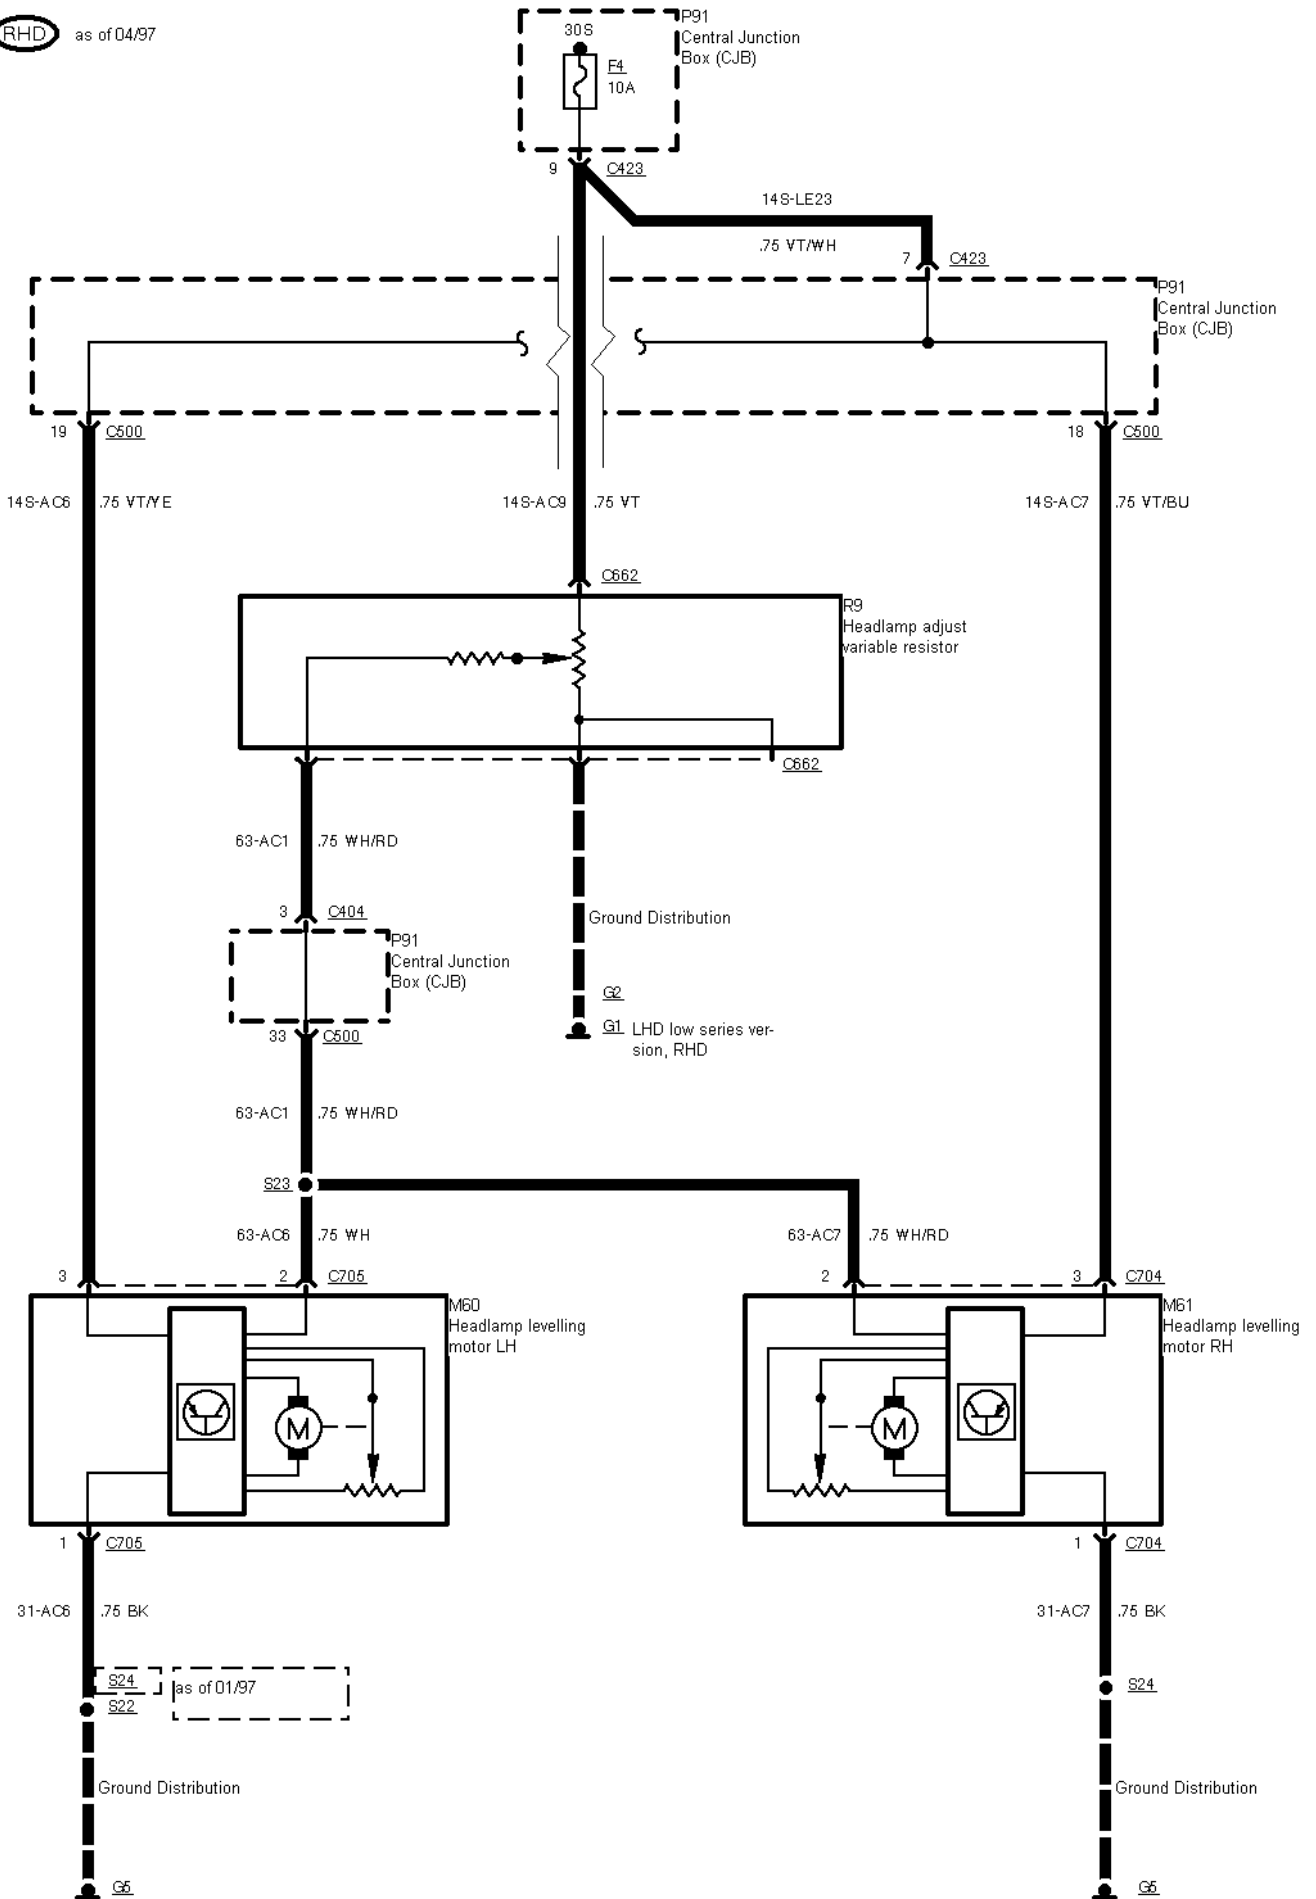 RHD as of 04/97
P91
Central Junction
Box (CJB)
30S
F4
10A
9 C423
14S-LE23
.75 VT/WH
7 C423
P91
Central Junction
Box (CJB)
19 C500
18 C500
14S-AC6 .75 VT/YE
14S-AC9 .75 VT
14S-AC7 .75 VT/BU
C662
R9
Headlamp adjust
variable resistor
C662
63-AC1 .75 WH/RD
3 C404
Ground Distribution
P91
Central Junction
Box (CJB)
G2
G1 LHD low series ver-
sion, RHD
33 C500
63-AC1 .75 WH/RD
S23
63-AC6 .75 WH
63-AC7 .75 WH/RD
3 2 C705
2 3 C704
M60
Headlamp levelling
motor LH
M61
Headlamp levelling
motor RH
M
M
1 C705
1 C704
31-AC6 .75 BK
31-AC7 .75 BK
S24
as of 01/97
S22
S24
Ground Distribution
Ground Distribution
G5
G5